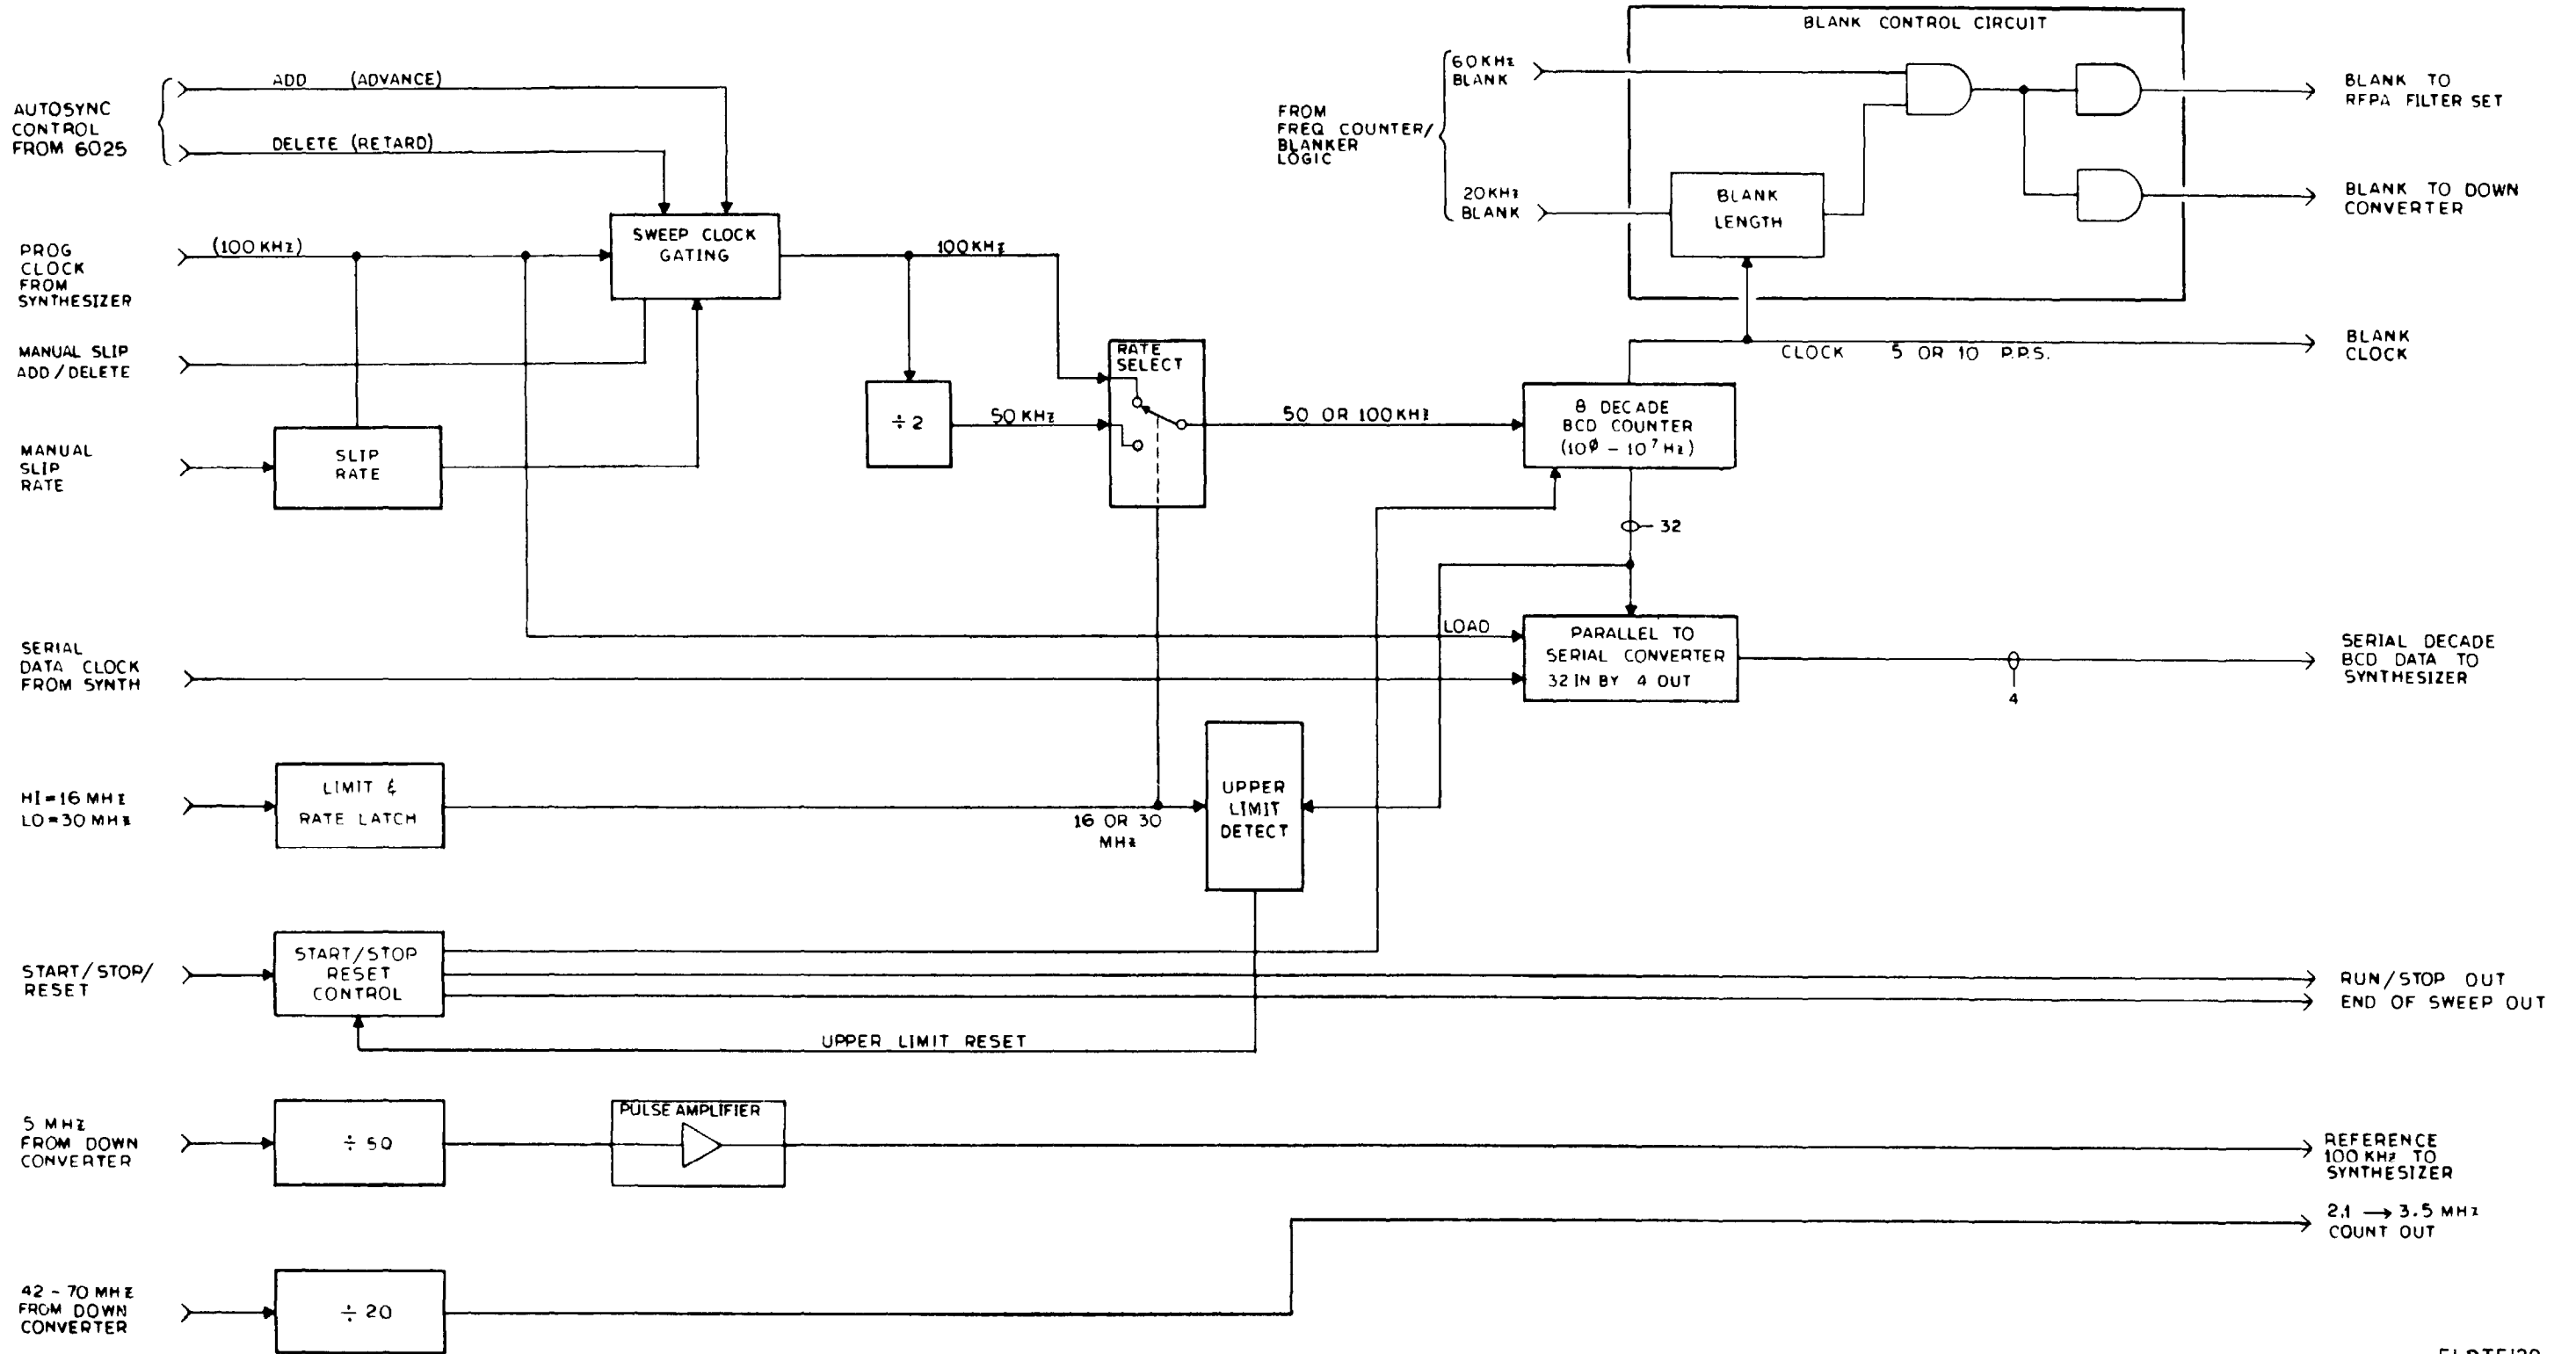 BLANK CONTROL CIRCUIT
ADD (ADVANCE)
AUTOSYNC
CONTROL
FROM 6025
DELETE (RETARD)
FROM
FREQ COUNTER/
BLANKER
LOGIC
60KHz
BLANK
20KHz
BLANK
BLANK
LENGTH
BLANK TO
RFPA FILTER SET
BLANK TO DOWN
CONVERTER
PROG
CLOCK
FROM
SYNTHESIZER
(100 KHz)
SWEEP CLOCK
GATING
100KHz
MANUAL SLIP
ADD/DELETE
RATE
SELECT
CLOCK 5 OR 10 P.P.S.
BLANK
CLOCK
MANUAL
SLIP
RATE
SLIP
RATE
÷ 2
50 KHz
50 OR 100KHz
8 DECADE
BCD COUNTER
(10⁰ – 10⁷ Hz)
32
SERIAL
DATA CLOCK
FROM SYNTH
LOAD
PARALLEL TO
SERIAL CONVERTER
32 IN BY 4 OUT
4
SERIAL DECADE
BCD DATA TO
SYNTHESIZER
HI=16 MHz
LO=30 MHz
LIMIT &
RATE LATCH
16 OR 30
MHz
UPPER
LIMIT
DETECT
START/STOP/
RESET
START/STOP
RESET
CONTROL
RUN/STOP OUT
END OF SWEEP OUT
UPPER LIMIT RESET
5 MHz
FROM DOWN
CONVERTER
÷ 50
PULSE AMPLIFIER
REFERENCE
100 KHz TO
SYNTHESIZER
2.1 → 3.5 MHz
COUNT OUT
42 - 70 MHz
FROM DOWN
CONVERTER
÷ 20